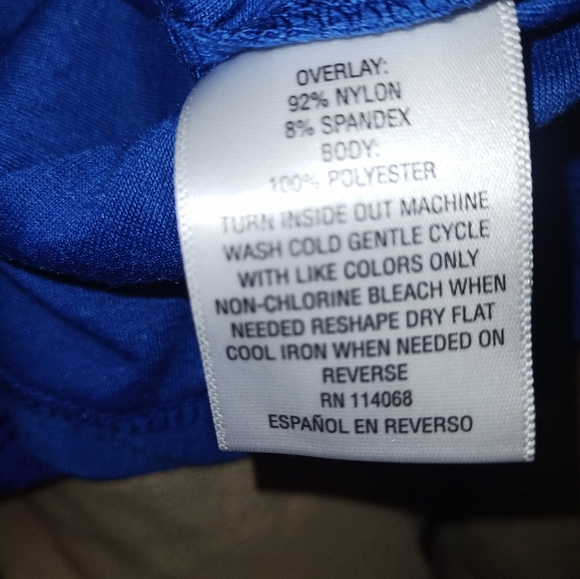 OVERLAY:
92% NYLON
8% SPANDEX
BODY:
100% POLYESTER
TURN INSIDE OUT MACHINE
WASH COLD GENTLE CYCLE
WITH LIKE COLORS ONLY
NON-CHLORINE BLEACH WHEN
NEEDED RESHAPE DRY FLAT
COOL IRON WHEN NEEDED ON
REVERSE
RN 114068
ESPAÑOL EN REVERSO